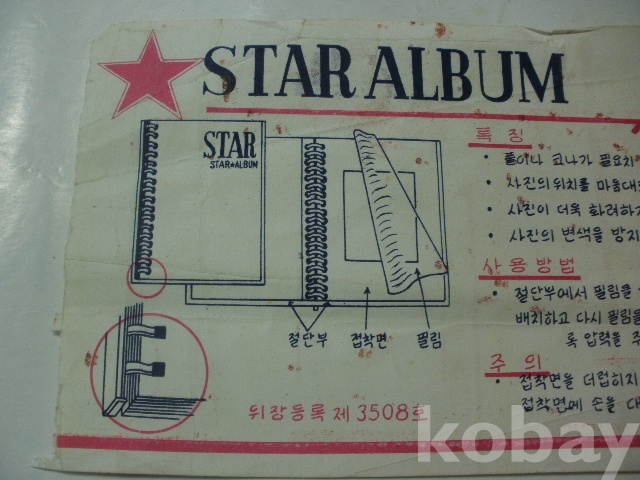 STAR ALBUM
STAR
STAR★ALBUM
절단부 접착면 필림
뒤장등록 제 3508호
특징
• 풀이나 코나가 필요치
• 사진의 위치를 마음대로
• 사진이 더욱 화려하
• 사진의 변색을 방지
사용방법
• 절단부에서 필림을
배치하고 다시 필림을
록 압력을 주
주의
• 접착면을 더럽히지
접착면에 손을 대
kobay